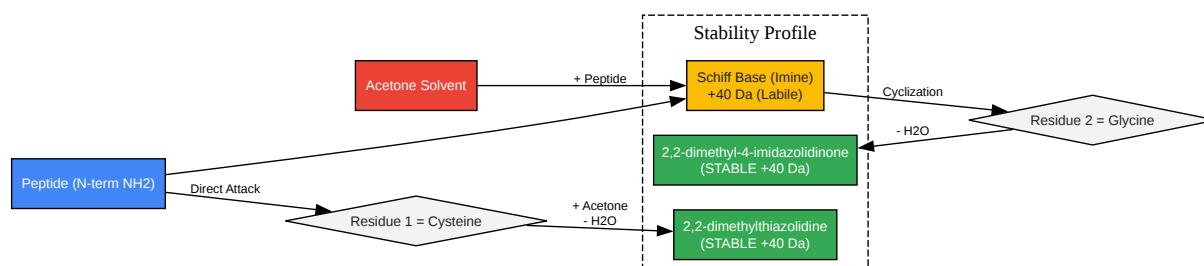 Stability Profile
Acetone Solvent
+ Peptide
Schiff Base (Imine)
+40 Da (Labile)
Cyclization
Residue 2 = Glycine
- H2O
2,2-dimethyl-4-imidazolidinone
(STABLE +40 Da)
Peptide (N-term NH2)
Direct Attack
Residue 1 = Cysteine
+ Acetone
- H2O
2,2-dimethylthiazolidine
(STABLE +40 Da)